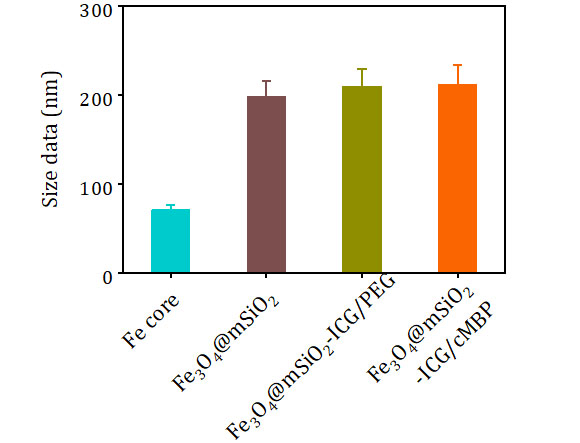 300
200
100
0
Size data (nm)
Fe core
Fe₃O₄@mSiO₂
Fe₃O₄@mSiO₂-ICG/PEG
Fe₃O₄@mSiO₂
-ICG/cMBP